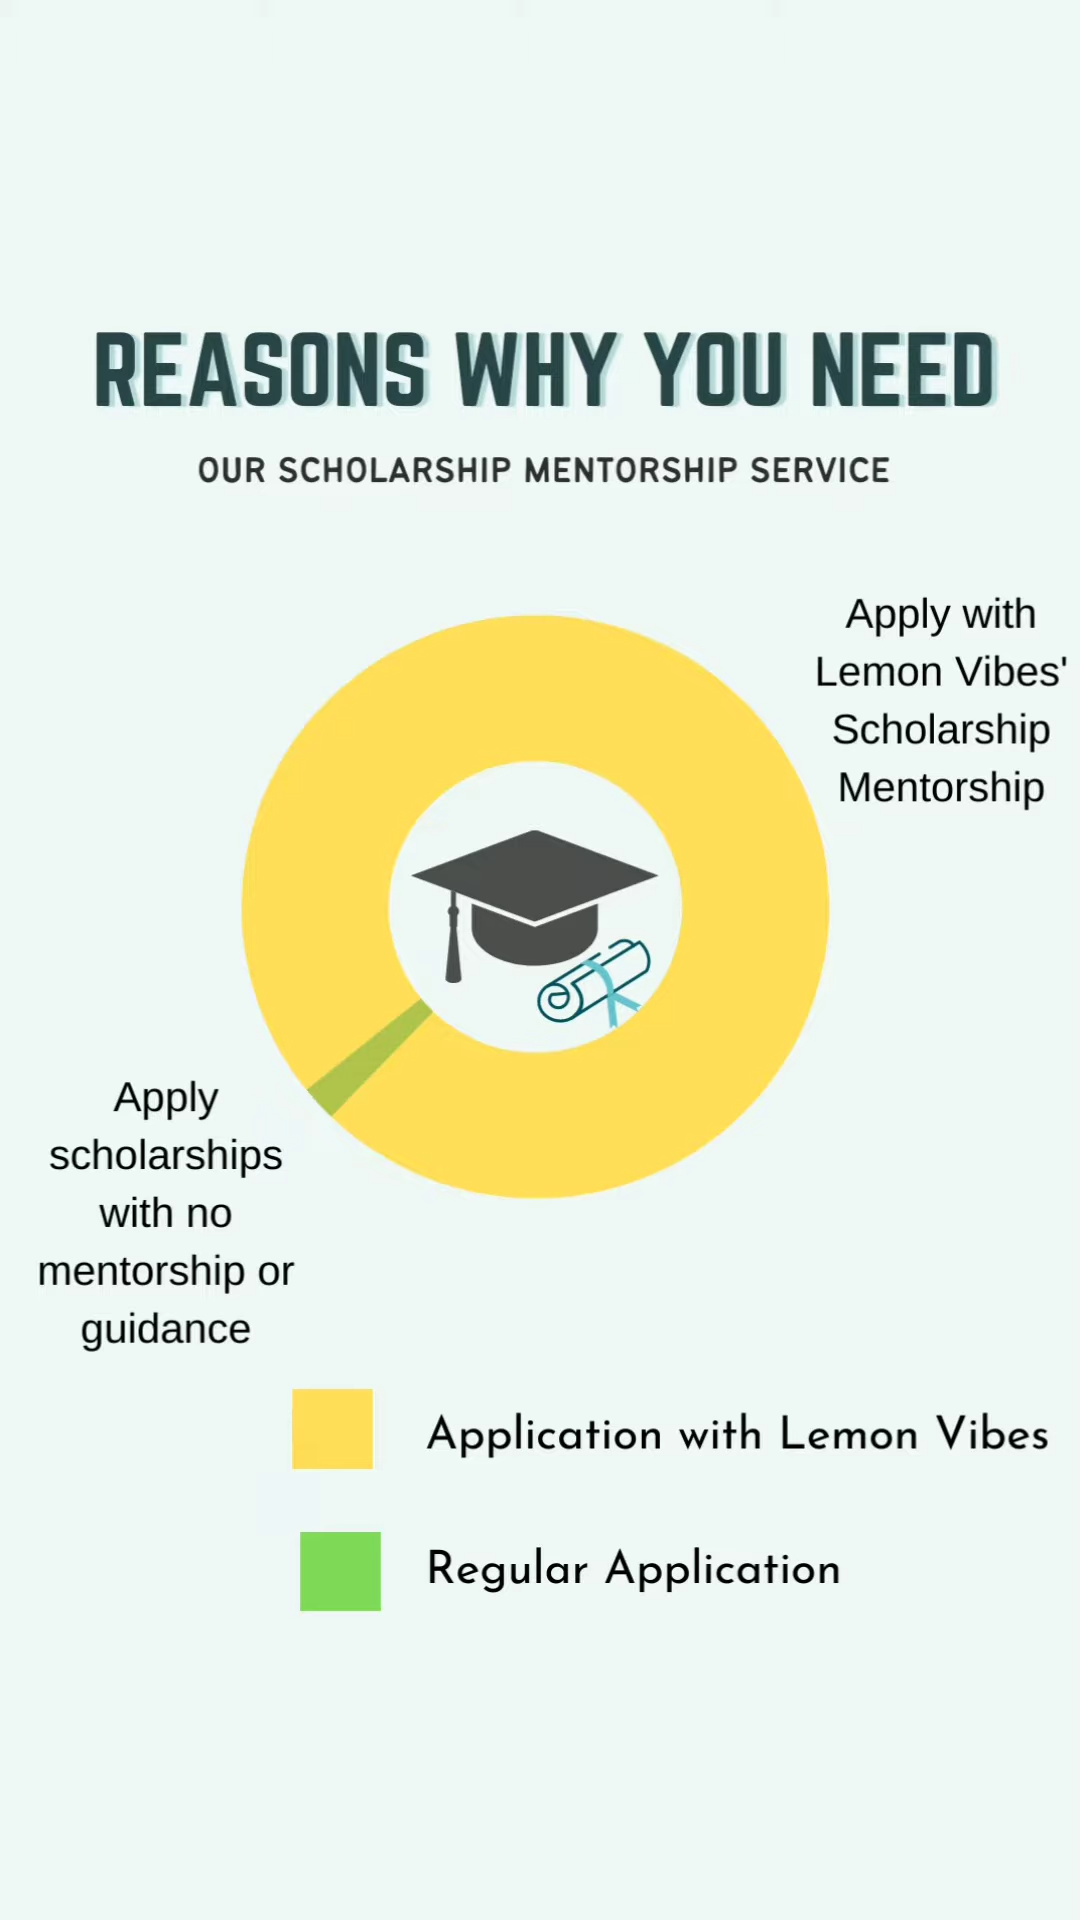 REASONS WHY YOU NEED
OUR SCHOLARSHIP MENTORSHIP SERVICE
Apply with
Lemon Vibes'
Scholarship
Mentorship
Apply
scholarships
with no
mentorship or
guidance
Application with Lemon Vibes
Regular Application